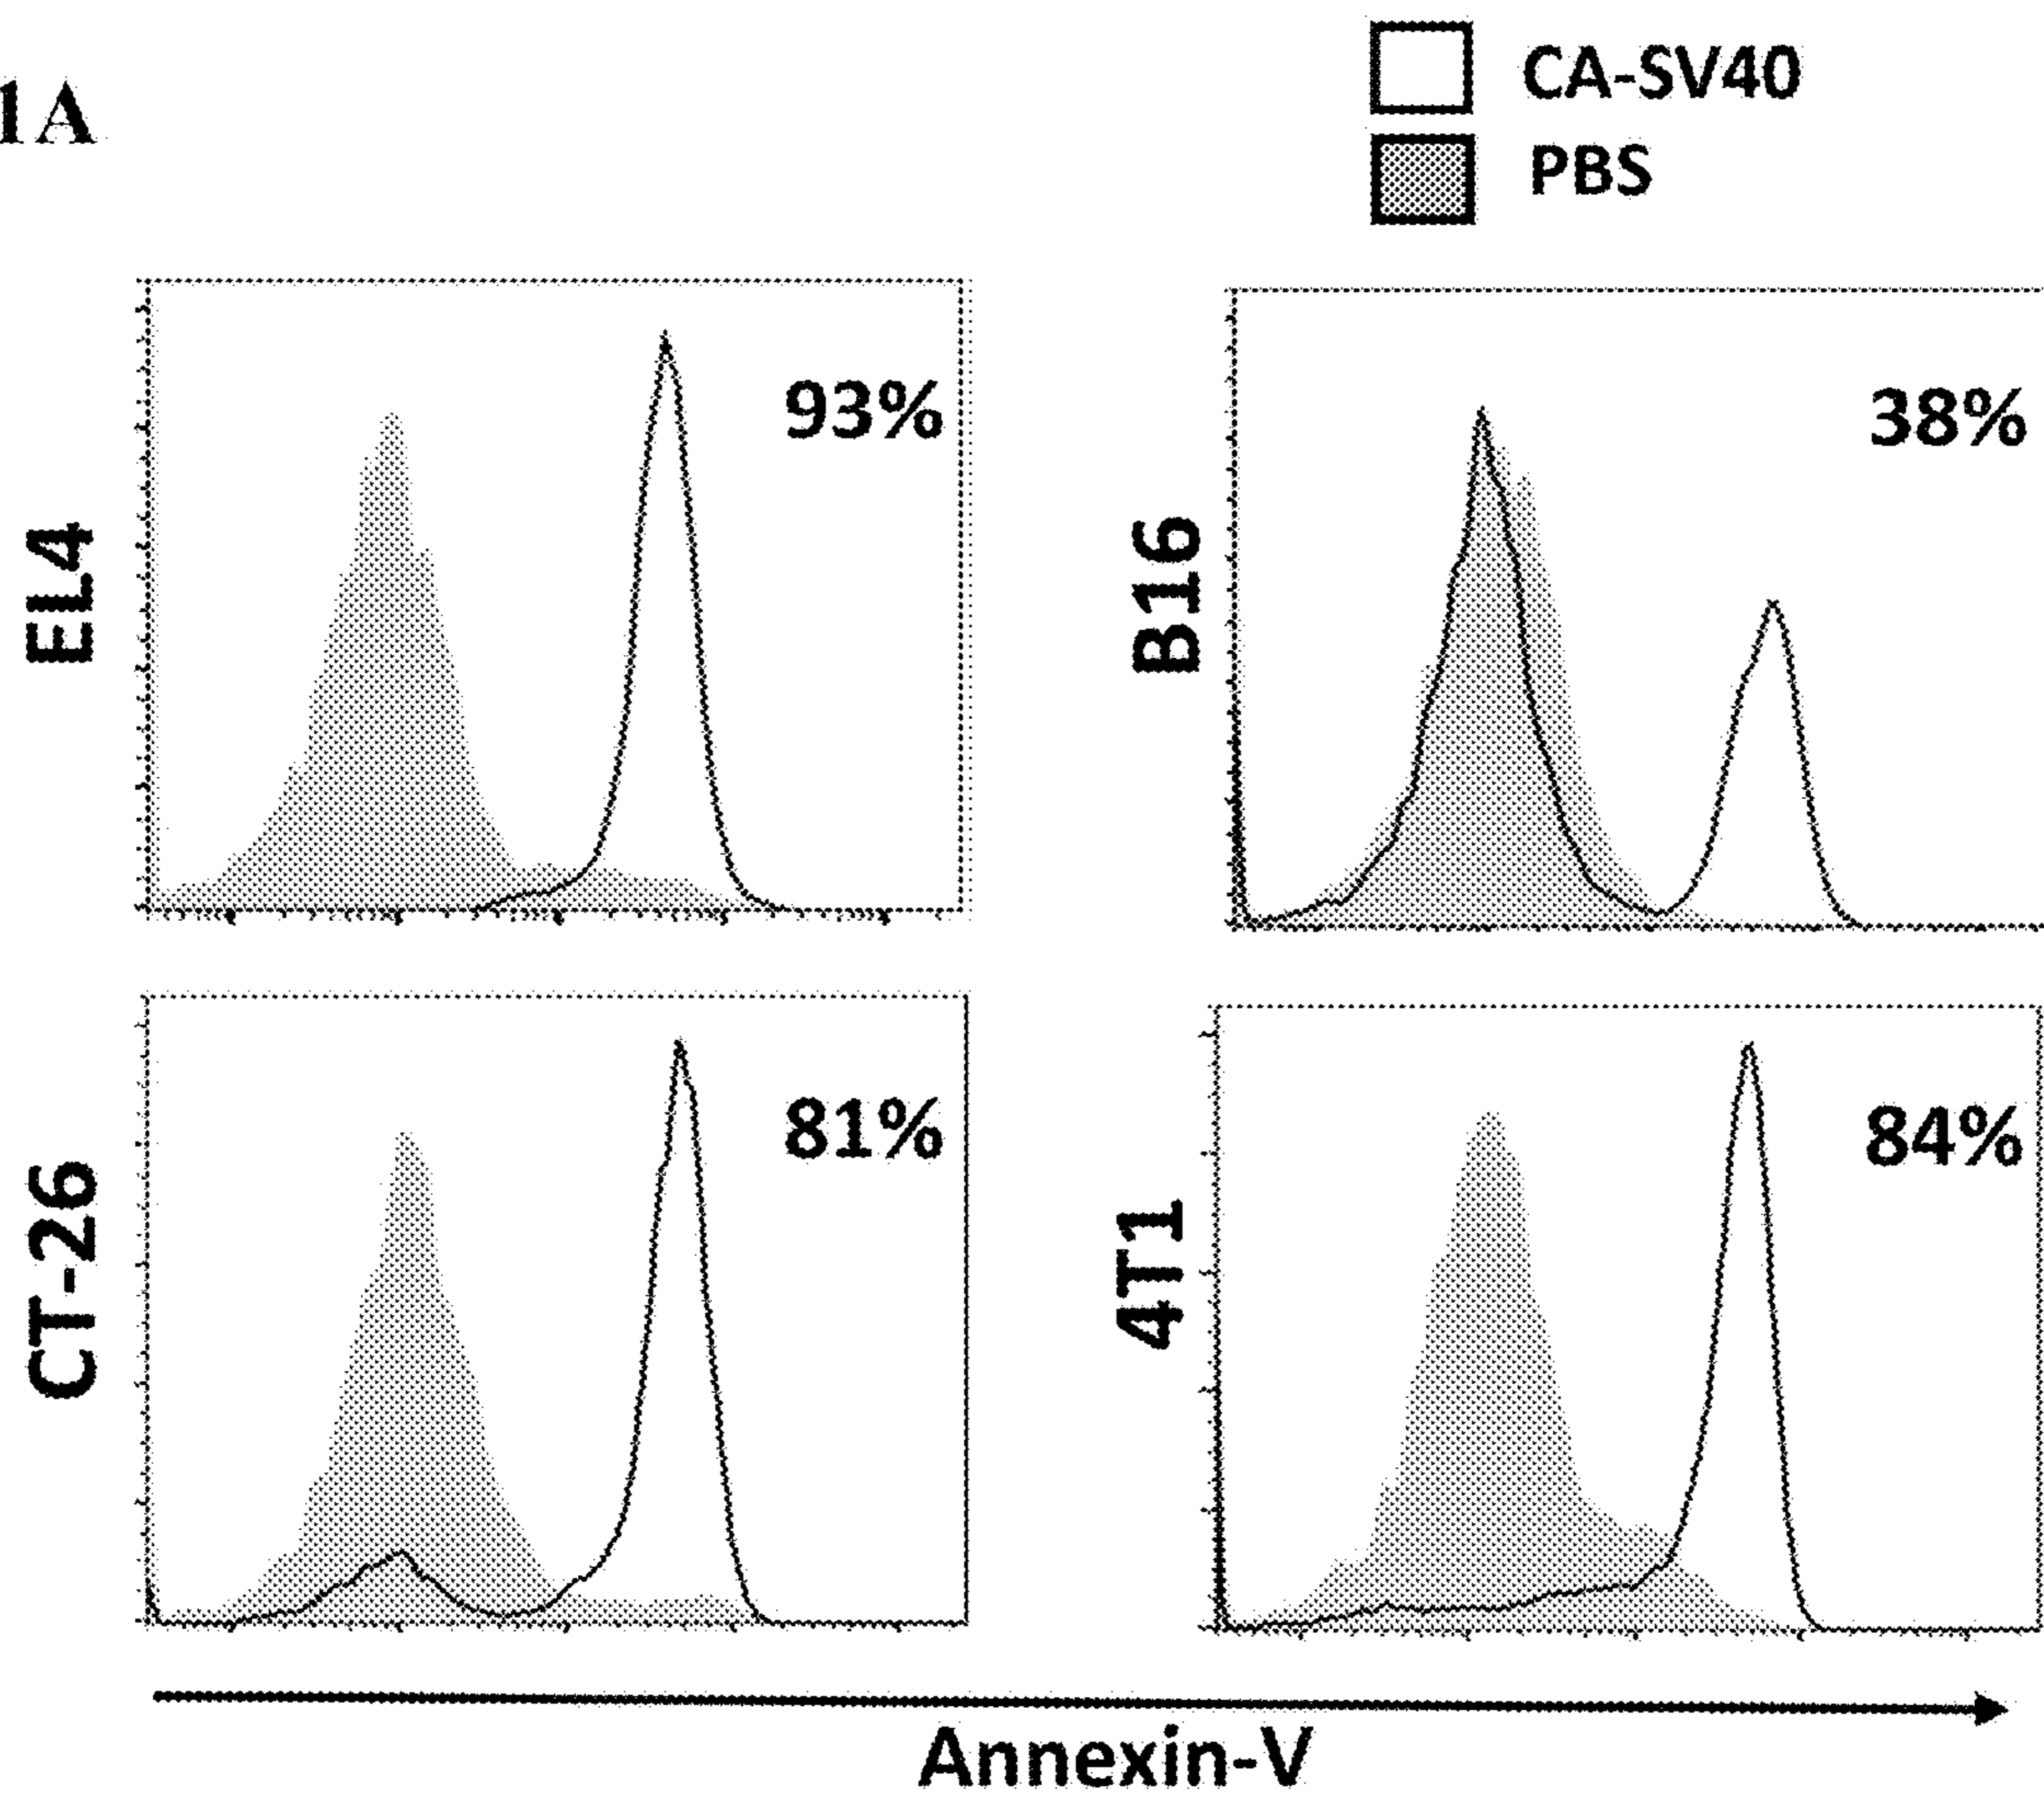 1A
CA-SV40
PBS
EL4
93%
B16
38%
CT-26
81%
4T1
84%
Annexin-V